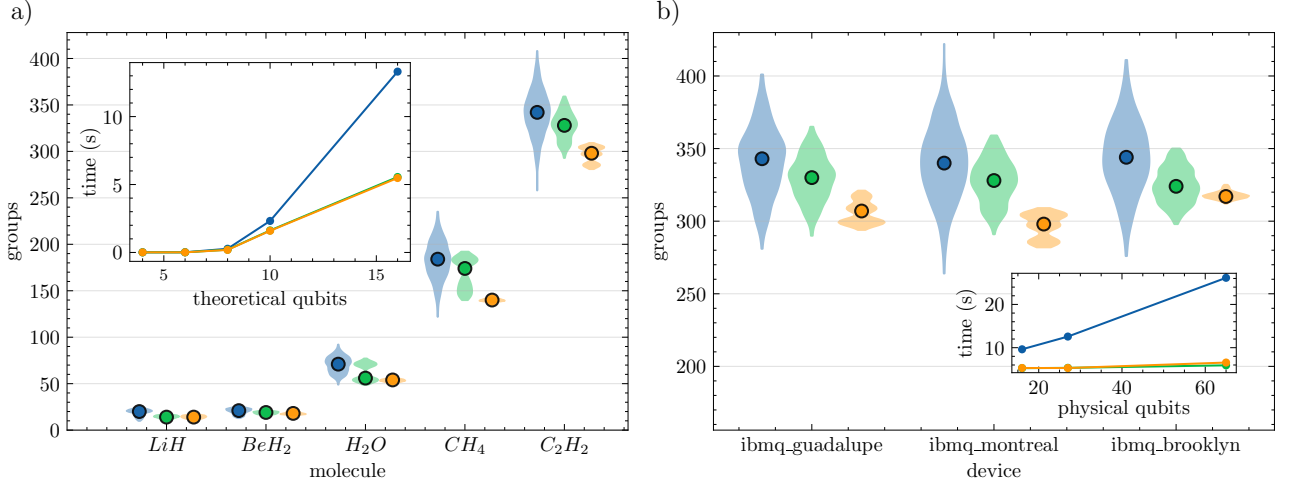 a)
groups
400
350
300
250
200
150
100
50
0
time (s)
10
5
0
5 10 15
theoretical qubits
LiH BeH₂ H₂O CH₄ C₂H₂
molecule
b)
groups
400
350
300
250
200
time (s)
20
10
20 40 60
physical qubits
ibmq_guadalupe ibmq_montreal ibmq_brooklyn
device